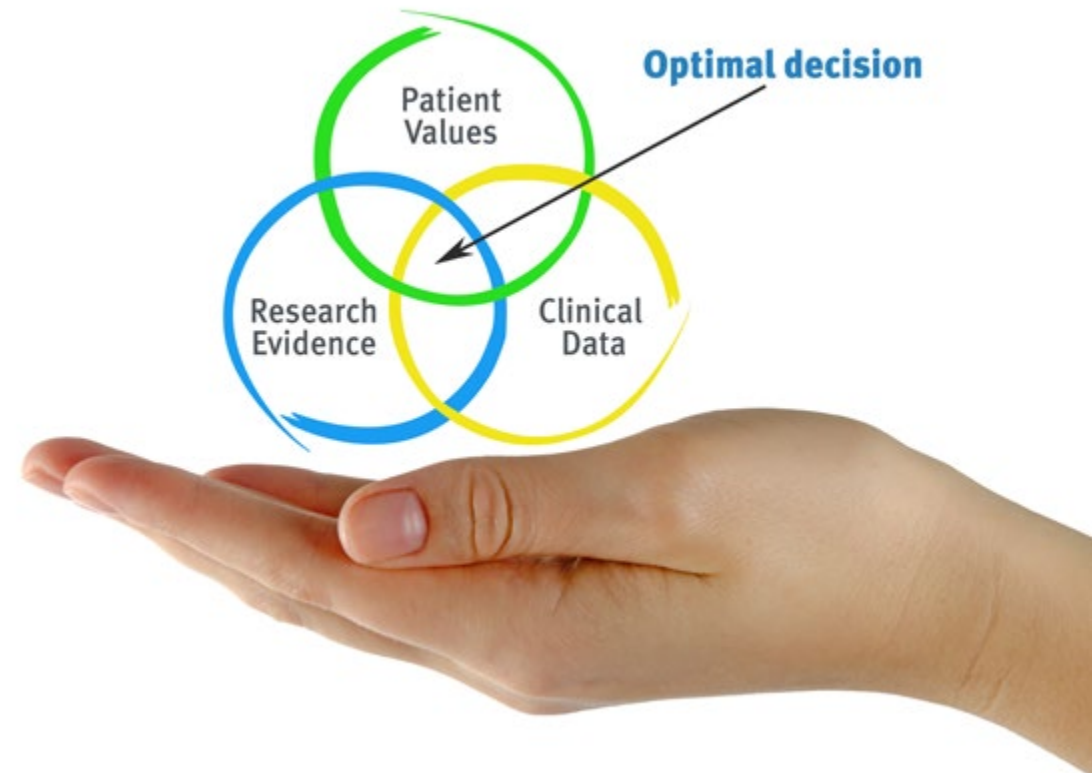 Optimal decision
Patient
Values
Research
Evidence
Clinical
Data